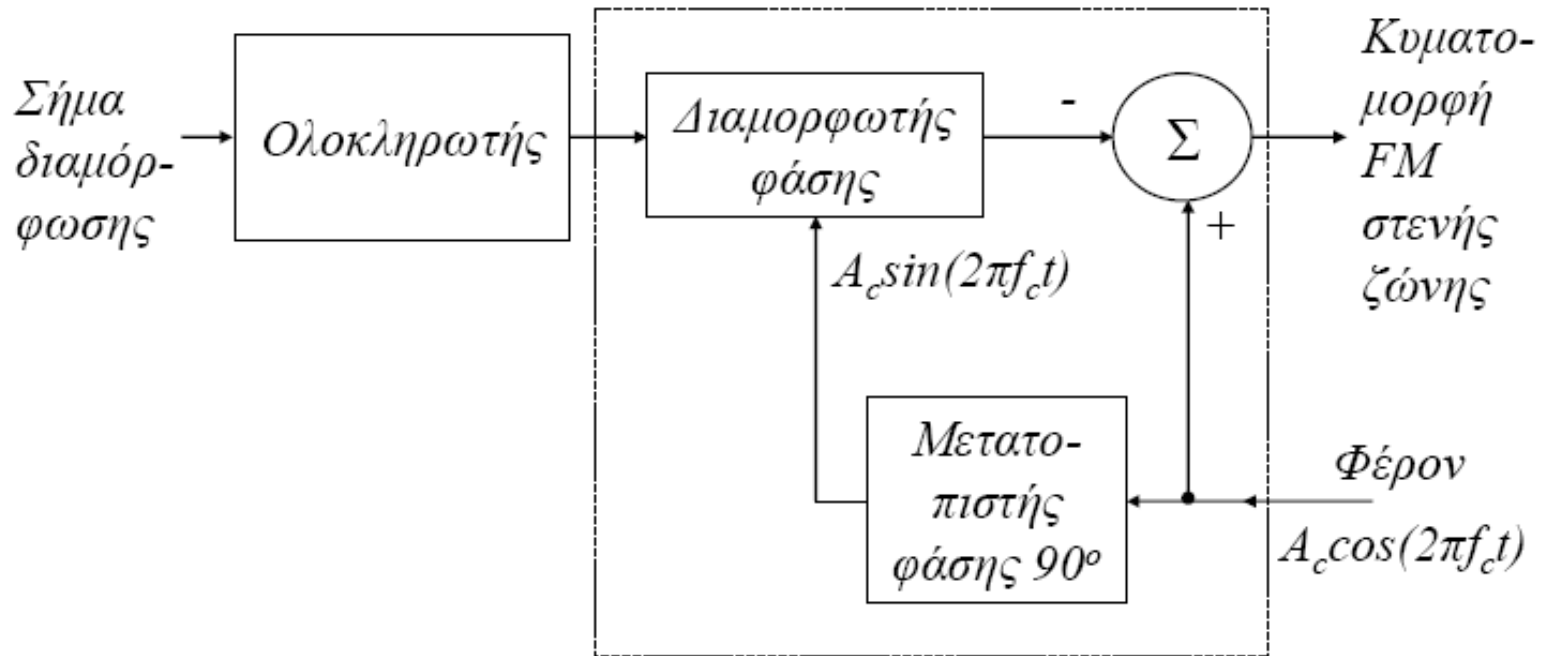 Σήμα
διαμόρ-
φωσης
Ολοκληρωτής
Διαμορφωτής
φάσης
-
Σ
+
Κυματο-
μορφή
FM
στενής
ζώνης
A_c sin(2πf_c t)
Μετατο-
πιστής
φάσης 90°
Φέρον
A_c cos(2πf_c t)